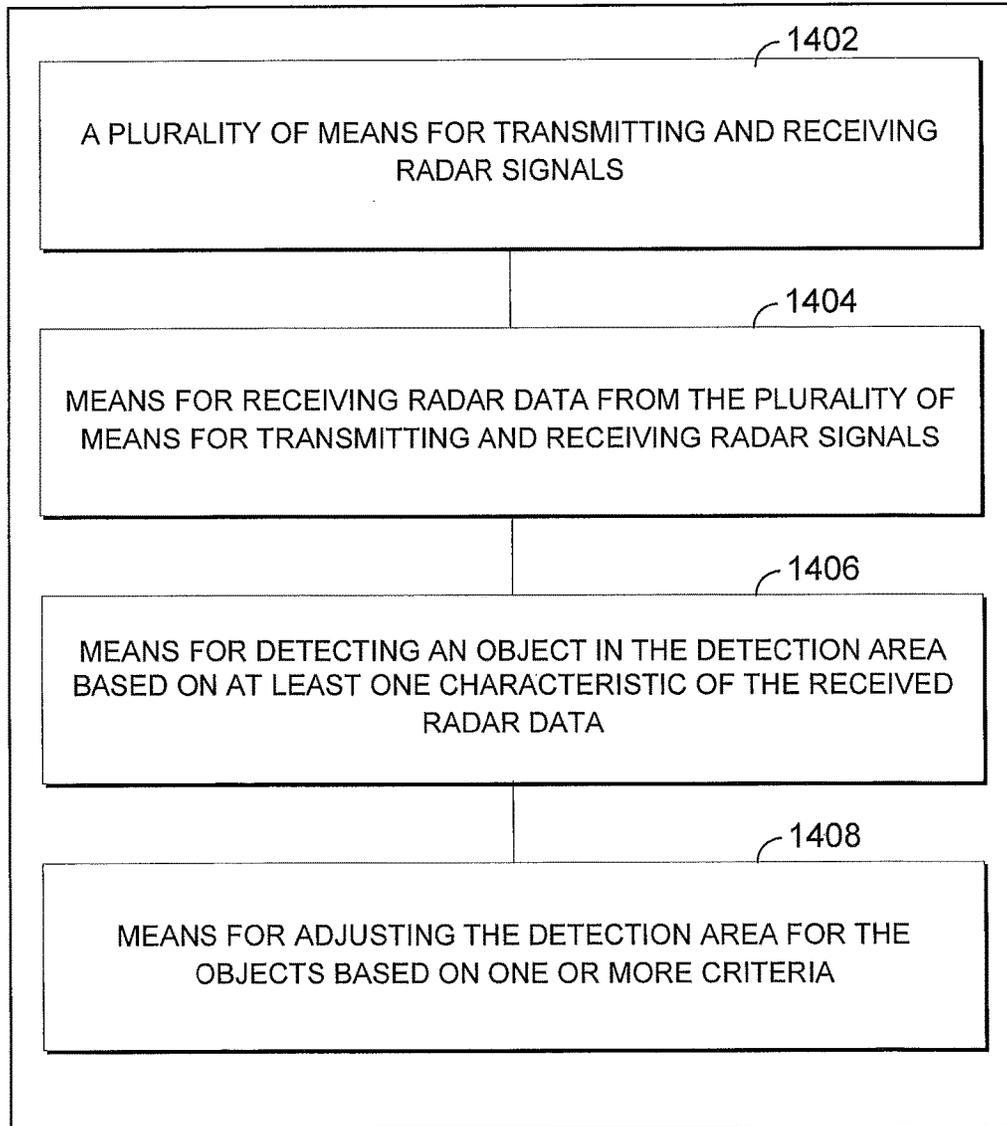 1402
A PLURALITY OF MEANS FOR TRANSMITTING AND RECEIVING
RADAR SIGNALS
1404
MEANS FOR RECEIVING RADAR DATA FROM THE PLURALITY OF
MEANS FOR TRANSMITTING AND RECEIVING RADAR SIGNALS
1406
MEANS FOR DETECTING AN OBJECT IN THE DETECTION AREA
BASED ON AT LEAST ONE CHARACTERISTIC OF THE RECEIVED
RADAR DATA
1408
MEANS FOR ADJUSTING THE DETECTION AREA FOR THE
OBJECTS BASED ON ONE OR MORE CRITERIA